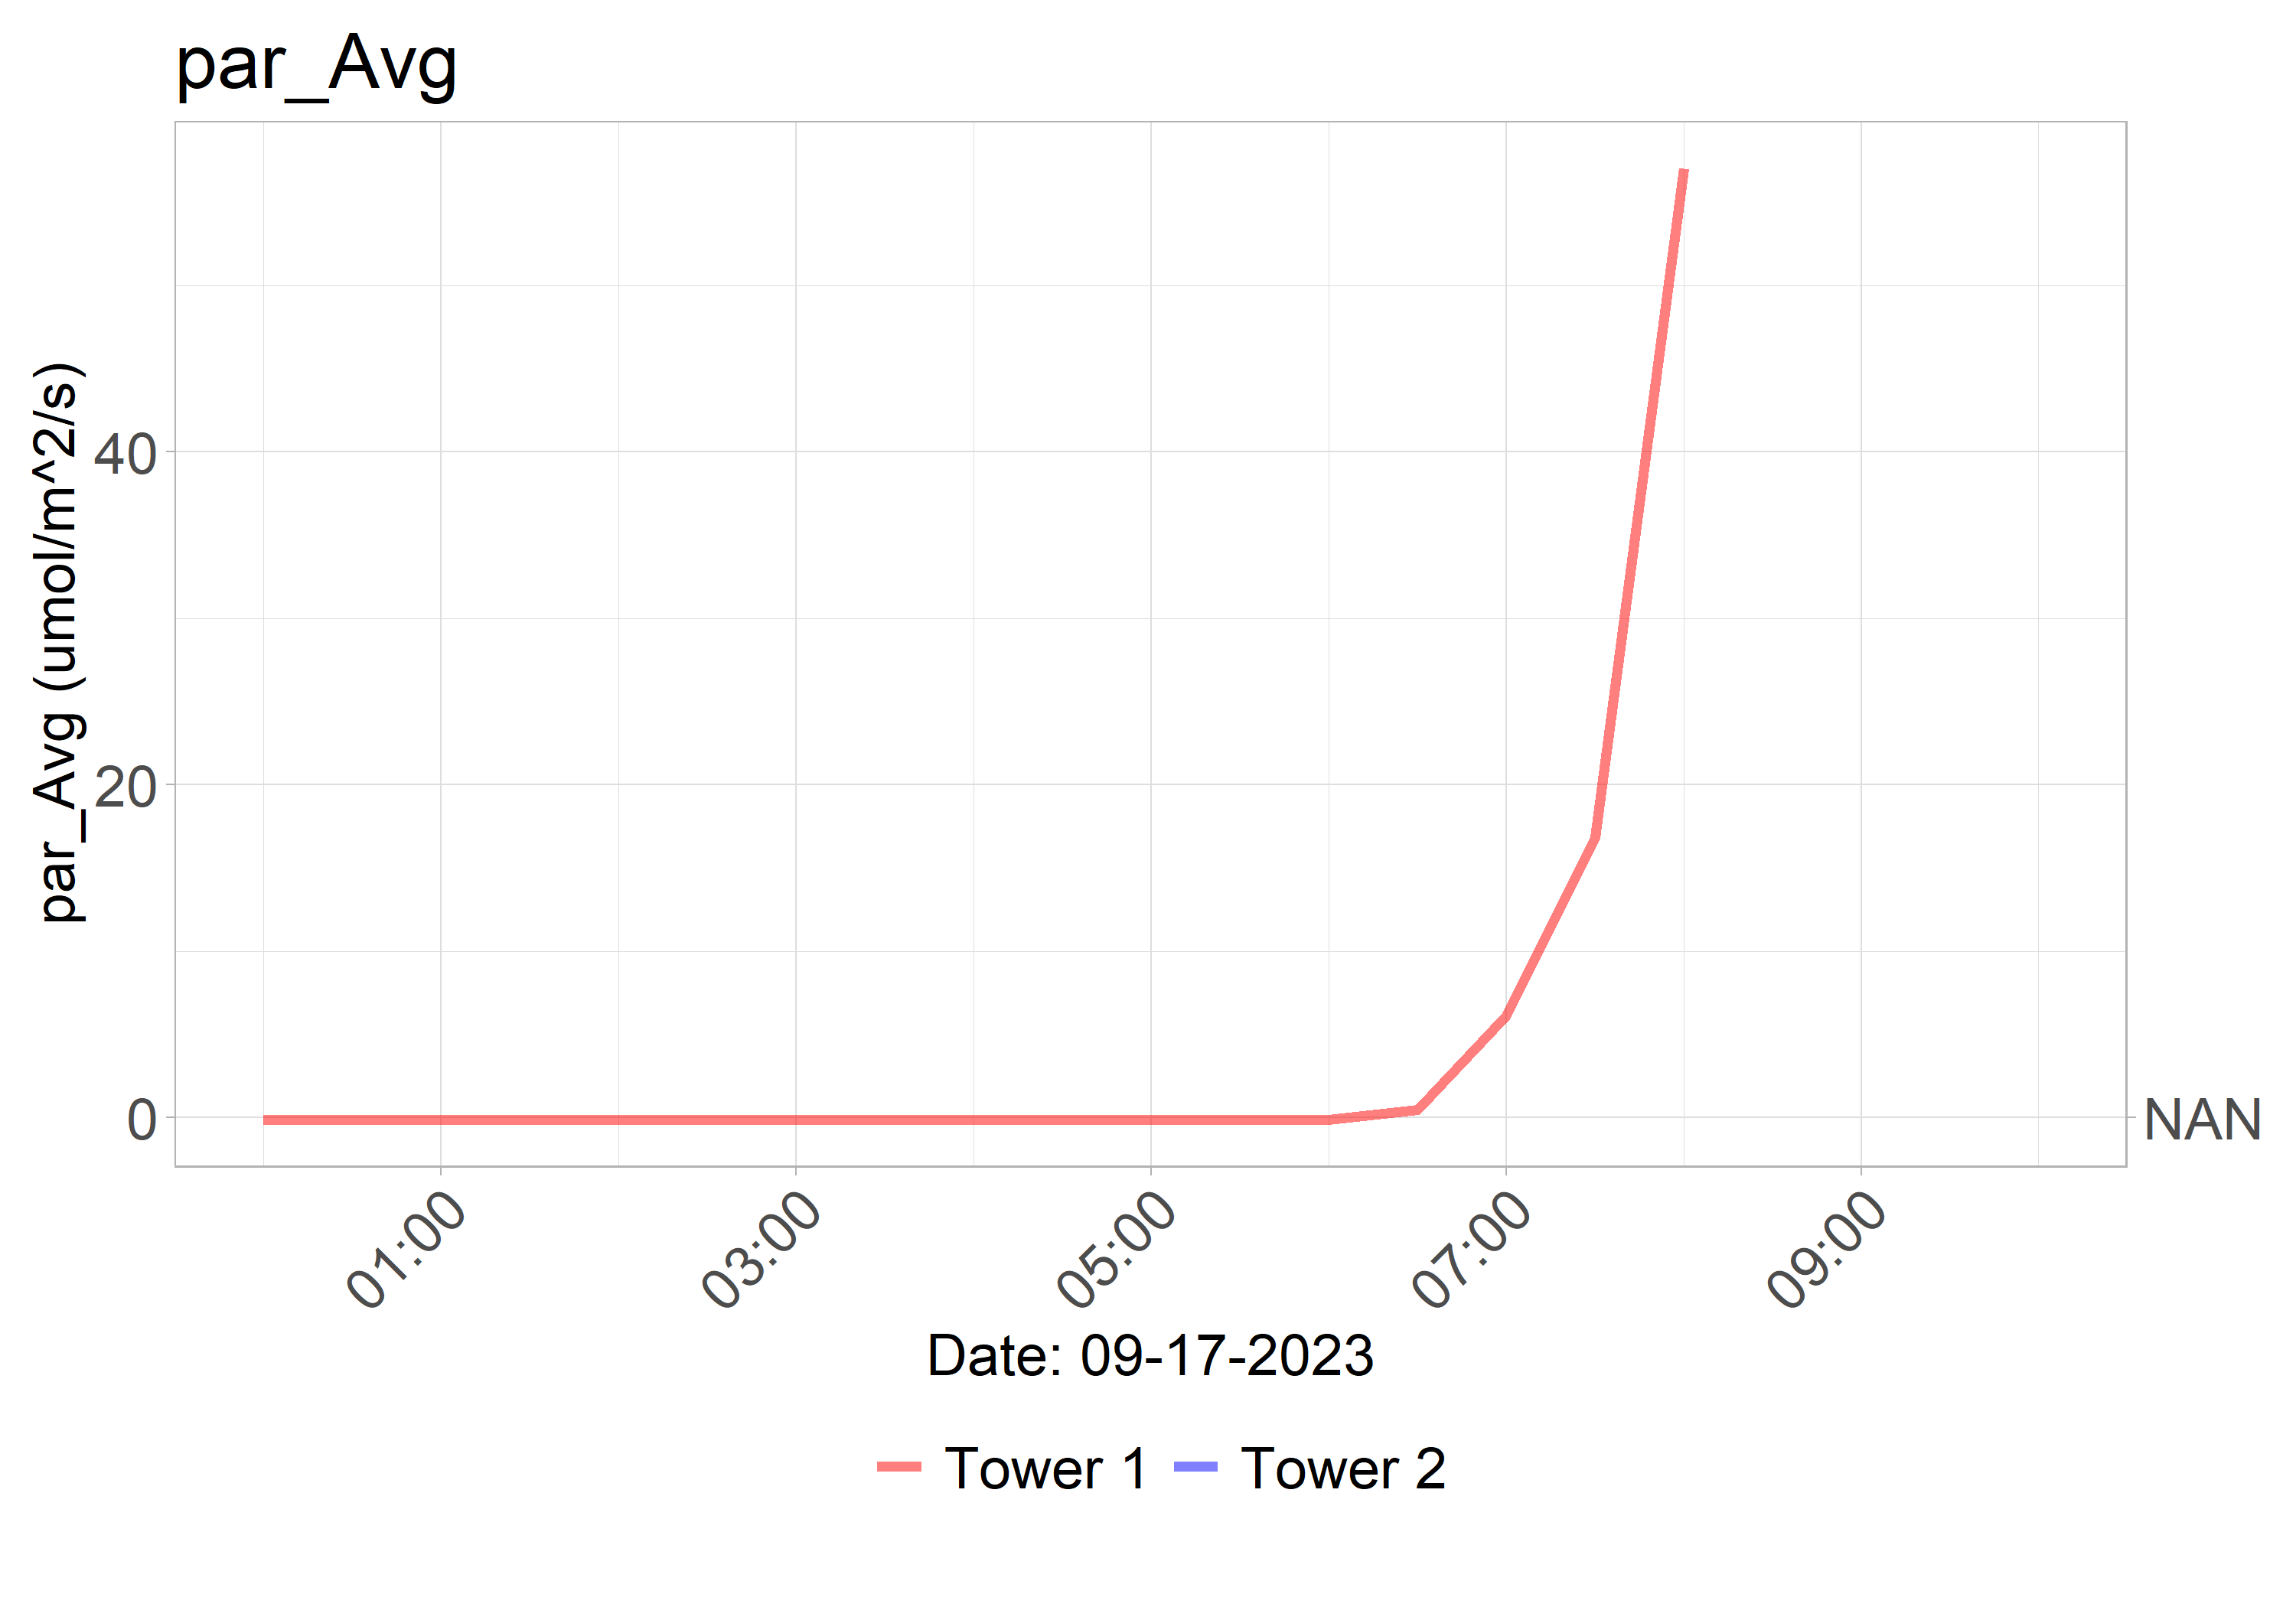 par_Avg
par_Avg (umol/m^2/s)
40
20
0
NAN
01:00
03:00
05:00
07:00
09:00
Date: 09-17-2023
Tower 1
Tower 2